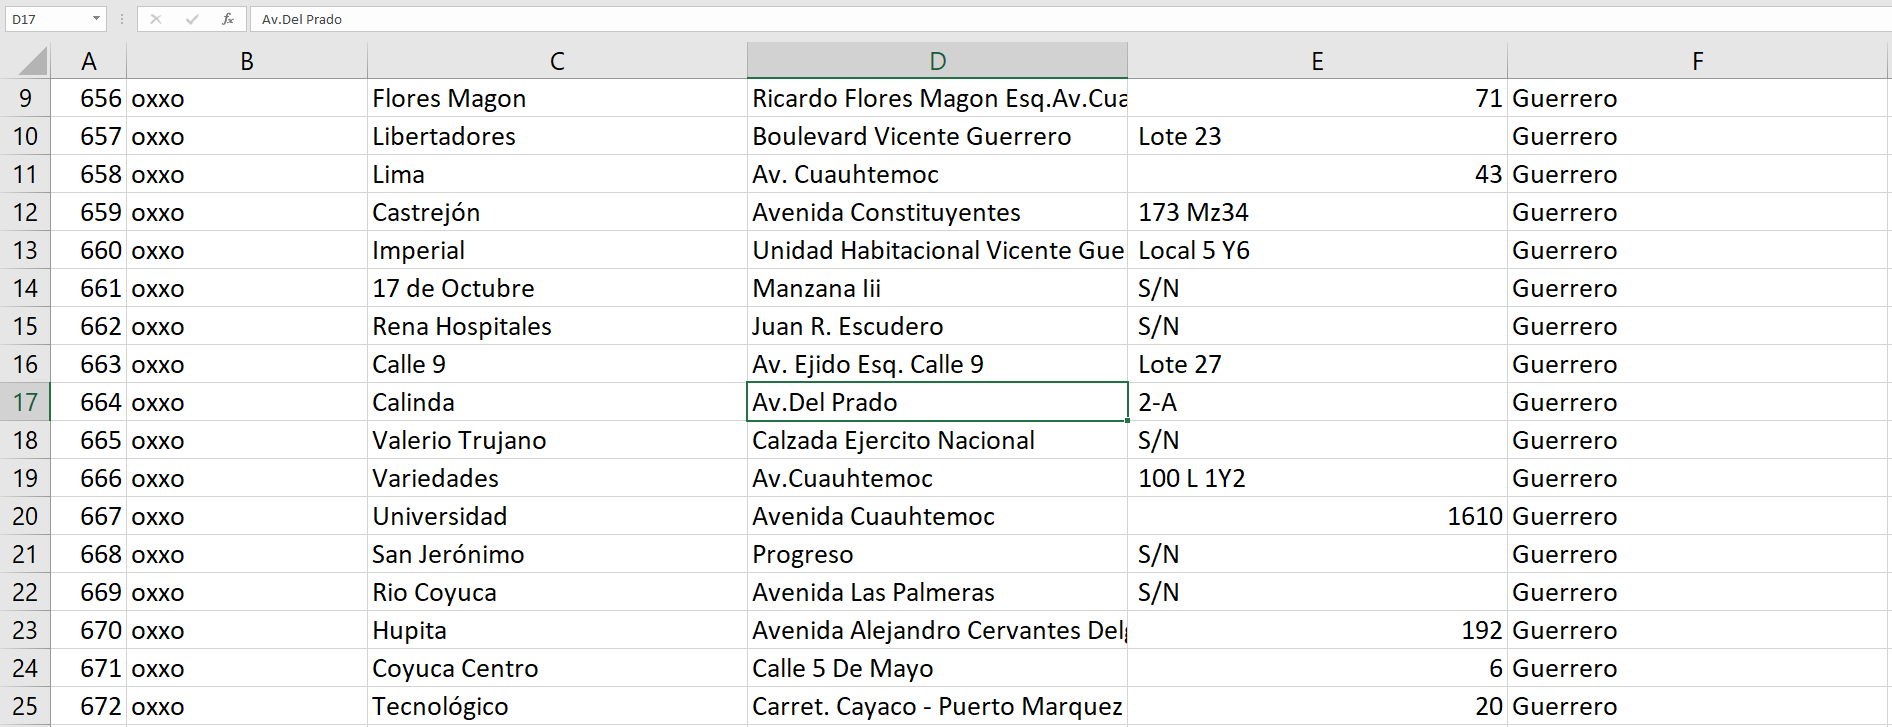 D17 fx Av.Del Prado
A B C D E F
9 656 oxxo Flores Magon Ricardo Flores Magon Esq.Av.Cua 71 Guerrero
10 657 oxxo Libertadores Boulevard Vicente Guerrero Lote 23 Guerrero
11 658 oxxo Lima Av. Cuauhtemoc 43 Guerrero
12 659 oxxo Castrejón Avenida Constituyentes 173 Mz34 Guerrero
13 660 oxxo Imperial Unidad Habitacional Vicente Gue Local 5 Y6 Guerrero
14 661 oxxo 17 de Octubre Manzana Iii S/N Guerrero
15 662 oxxo Rena Hospitales Juan R. Escudero S/N Guerrero
16 663 oxxo Calle 9 Av. Ejido Esq. Calle 9 Lote 27 Guerrero
17 664 oxxo Calinda Av.Del Prado 2-A Guerrero
18 665 oxxo Valerio Trujano Calzada Ejercito Nacional S/N Guerrero
19 666 oxxo Variedades Av.Cuauhtemoc 100 L 1Y2 Guerrero
20 667 oxxo Universidad Avenida Cuauhtemoc 1610 Guerrero
21 668 oxxo San Jerónimo Progreso S/N Guerrero
22 669 oxxo Rio Coyuca Avenida Las Palmeras S/N Guerrero
23 670 oxxo Hupita Avenida Alejandro Cervantes Delg 192 Guerrero
24 671 oxxo Coyuca Centro Calle 5 De Mayo 6 Guerrero
25 672 oxxo Tecnológico Carret. Cayaco - Puerto Marquez 20 Guerrero